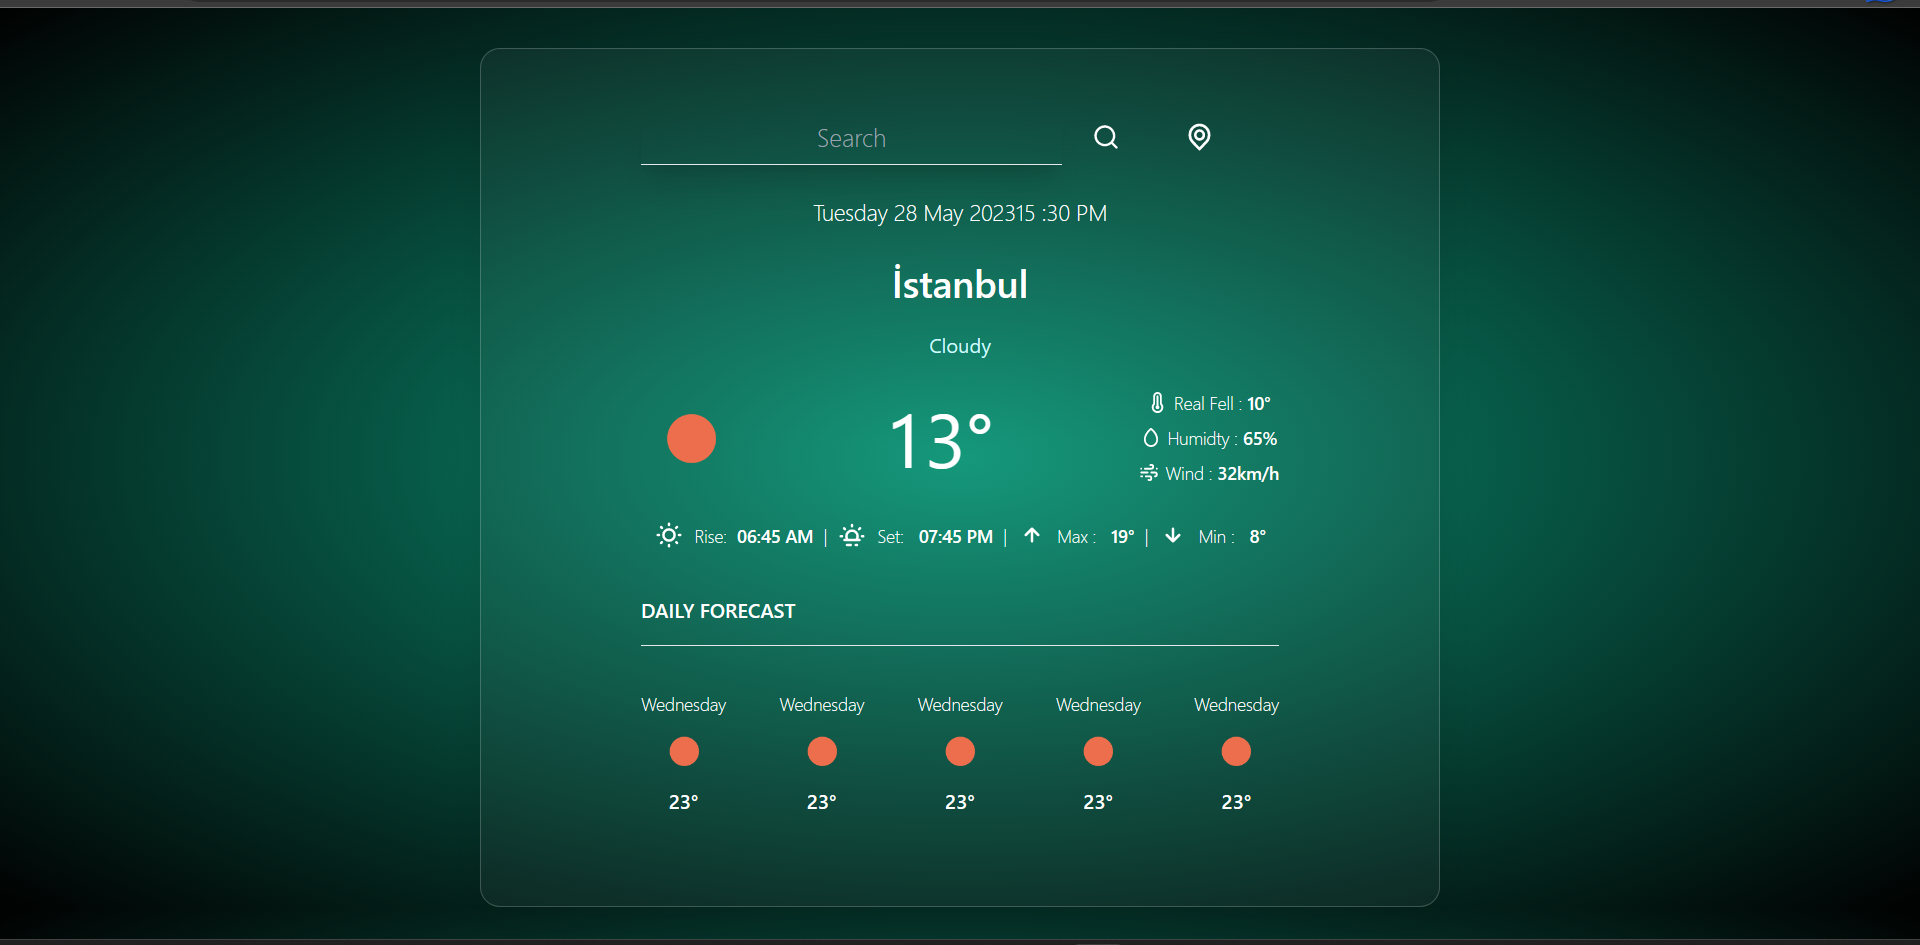 Search
Tuesday 28 May 202315 :30 PM
İstanbul
Cloudy
13°
Real Fell : 10°
Humidty : 65%
Wind : 32km/h
Rise: 06:45 AM | Set: 07:45 PM | Max : 19° | Min : 8°
DAILY FORECAST
Wednesday Wednesday Wednesday Wednesday Wednesday
23° 23° 23° 23° 23°